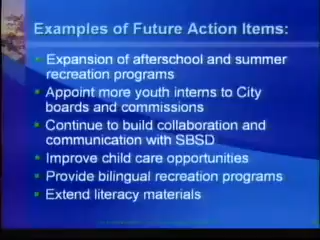 Examples of Future Action Items:
Expansion of afterschool and summer
recreation programs
Appoint more youth interns to City
boards and commissions
Continue to build collaboration and
communication with SBSD
Improve child care opportunities
Provide bilingual recreation programs
Extend literacy materials